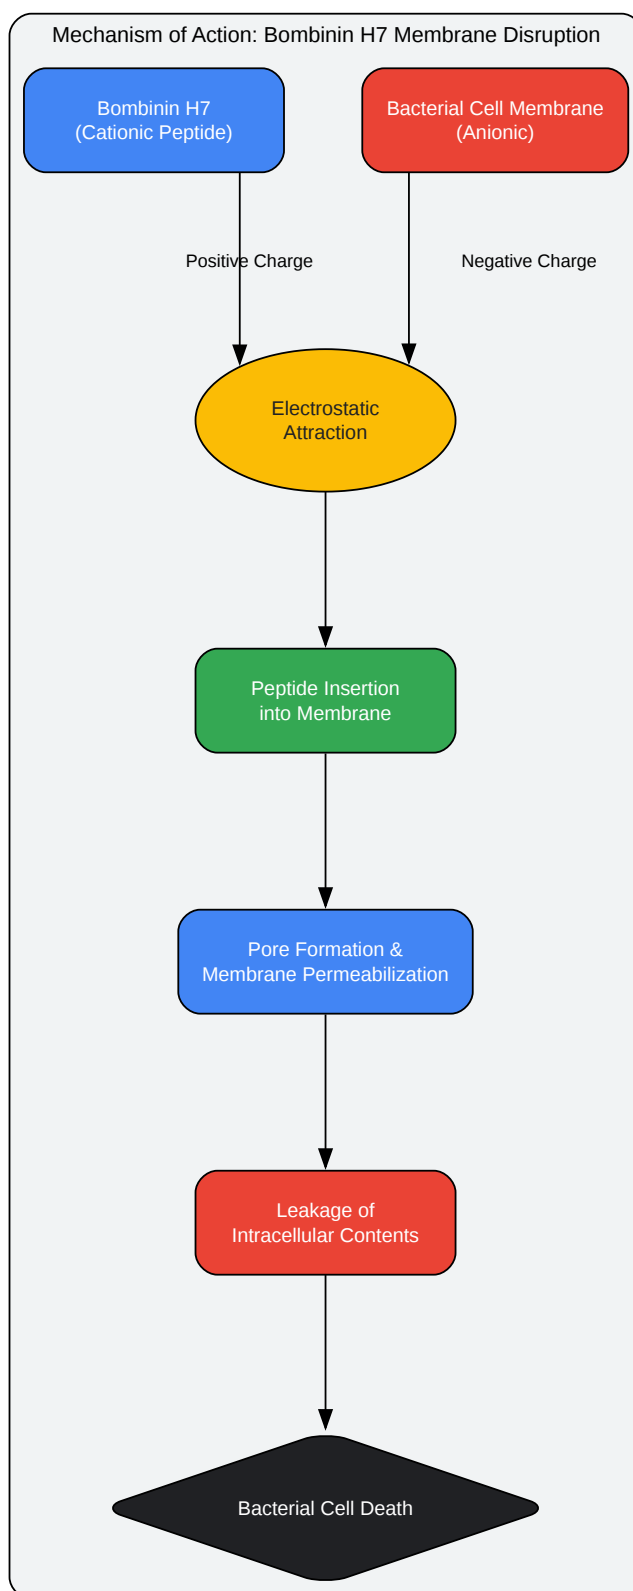 Mechanism of Action: Bombinin H7 Membrane Disruption
Bombinin H7
(Cationic Peptide)
Bacterial Cell Membrane
(Anionic)
Positive Charge
Negative Charge
Electrostatic
Attraction
Peptide Insertion
into Membrane
Pore Formation &
Membrane Permeabilization
Leakage of
Intracellular Contents
Bacterial Cell Death